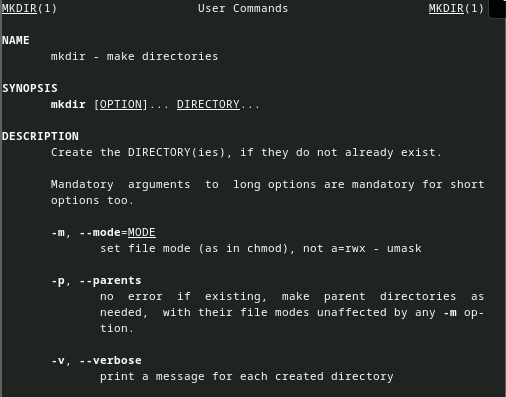 MKDIR(1) User Commands MKDIR(1)
NAME
mkdir - make directories
SYNOPSIS
mkdir [OPTION]... DIRECTORY...
DESCRIPTION
Create the DIRECTORY(ies), if they do not already exist.
Mandatory arguments to long options are mandatory for short
options too.
-m, --mode=MODE
set file mode (as in chmod), not a=rwx - umask
-p, --parents
no error if existing, make parent directories as
needed, with their file modes unaffected by any -m op-
tion.
-v, --verbose
print a message for each created directory